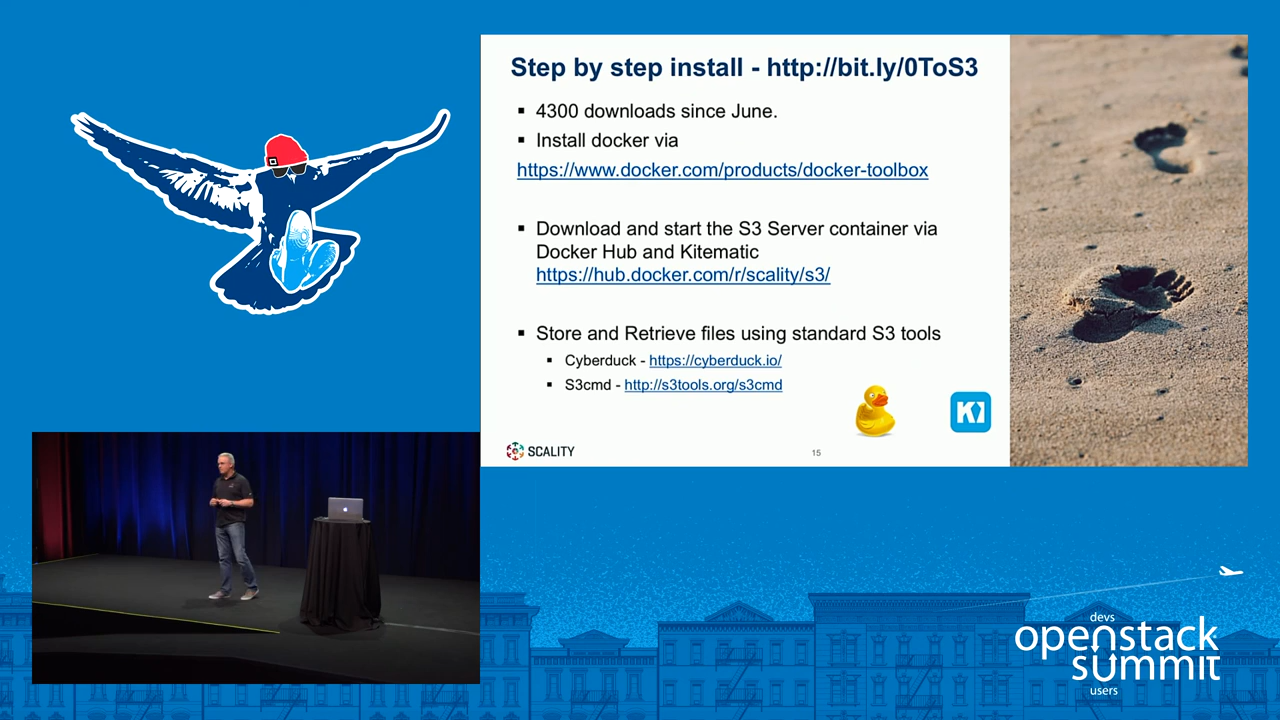 Step by step install - http://bit.ly/0ToS3
▪ 4300 downloads since June.
▪ Install docker via
https://www.docker.com/products/docker-toolbox
▪ Download and start the S3 Server container via
Docker Hub and Kitematic
https://hub.docker.com/r/scality/s3/
▪ Store and Retrieve files using standard S3 tools
▪ Cyberduck - https://cyberduck.io/
▪ S3cmd - http://s3tools.org/s3cmd
SCALITY
15
devs
openstack
summit
users